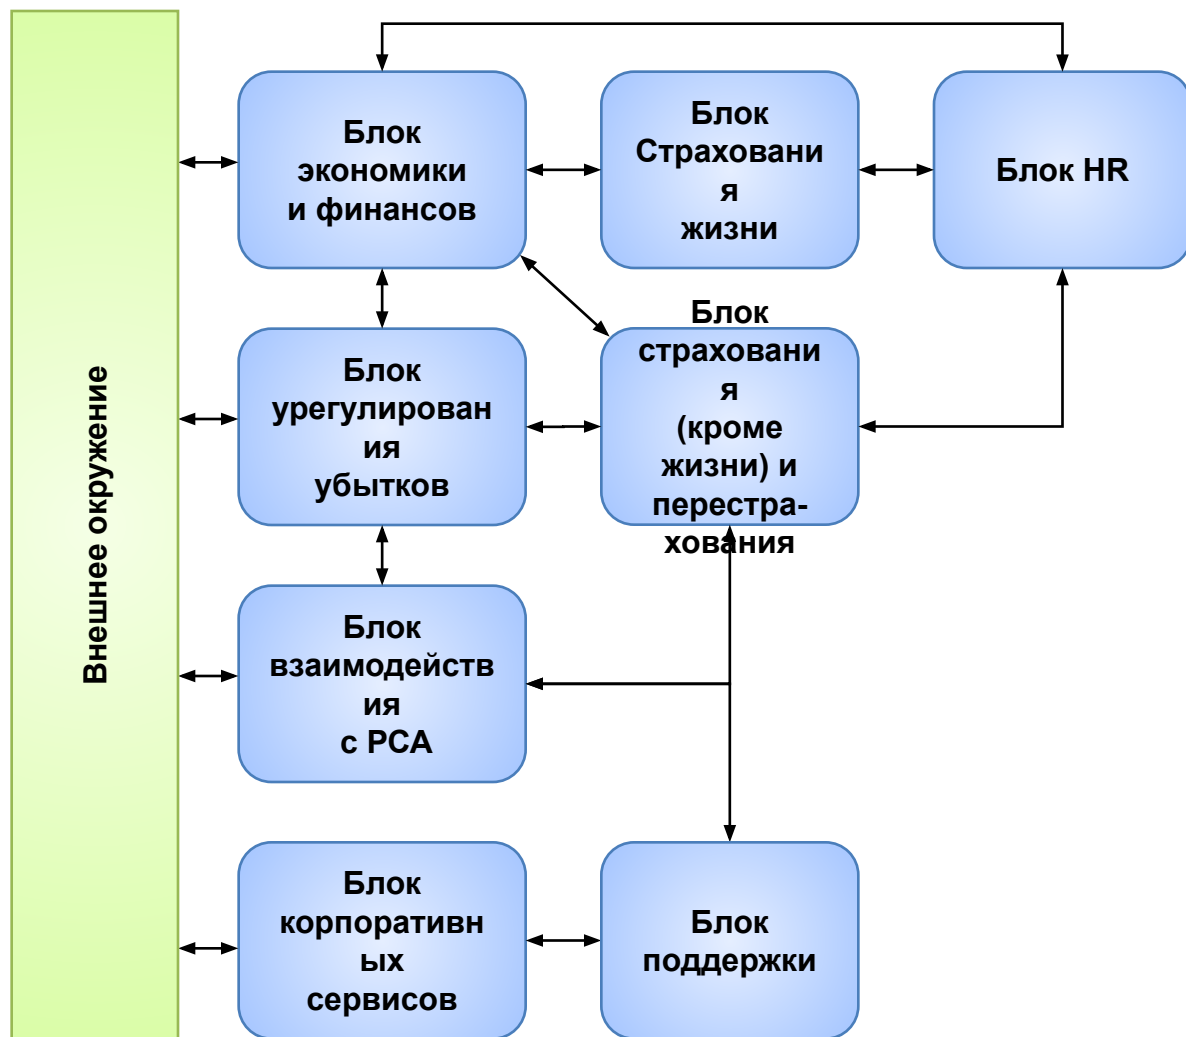 Внешнее окружение
Блок
экономики
и финансов
Блок
Страховани
я
жизни
Блок HR
Блок
урегулирован
ия
убытков
Блок
страховани
я
(кроме
жизни) и
перестра-
хования
Блок
взаимодейств
ия
с РСА
Блок
корпоративн
ых
сервисов
Блок
поддержки